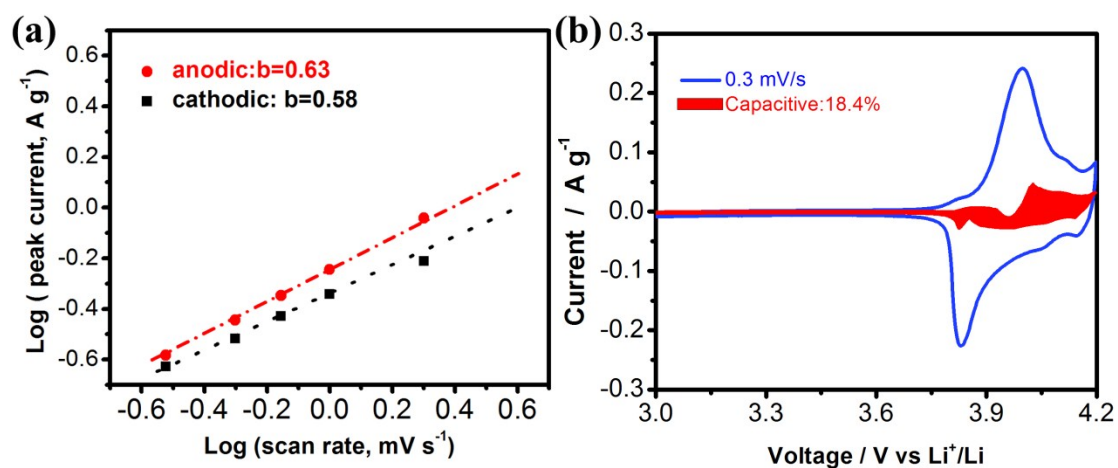 (a)
anodic:b=0.63
cathodic: b=0.58
Log ( peak current, A g⁻¹)
0.6
0.4
0.2
0.0
-0.2
-0.4
-0.6
-0.6 -0.4 -0.2 0.0 0.2 0.4 0.6
Log (scan rate, mV s⁻¹)
(b)
0.3 mV/s
Capacitive:18.4%
Current / A g⁻¹
0.3
0.2
0.1
0.0
-0.1
-0.2
-0.3
3.0 3.3 3.6 3.9 4.2
Voltage / V vs Li⁺/Li